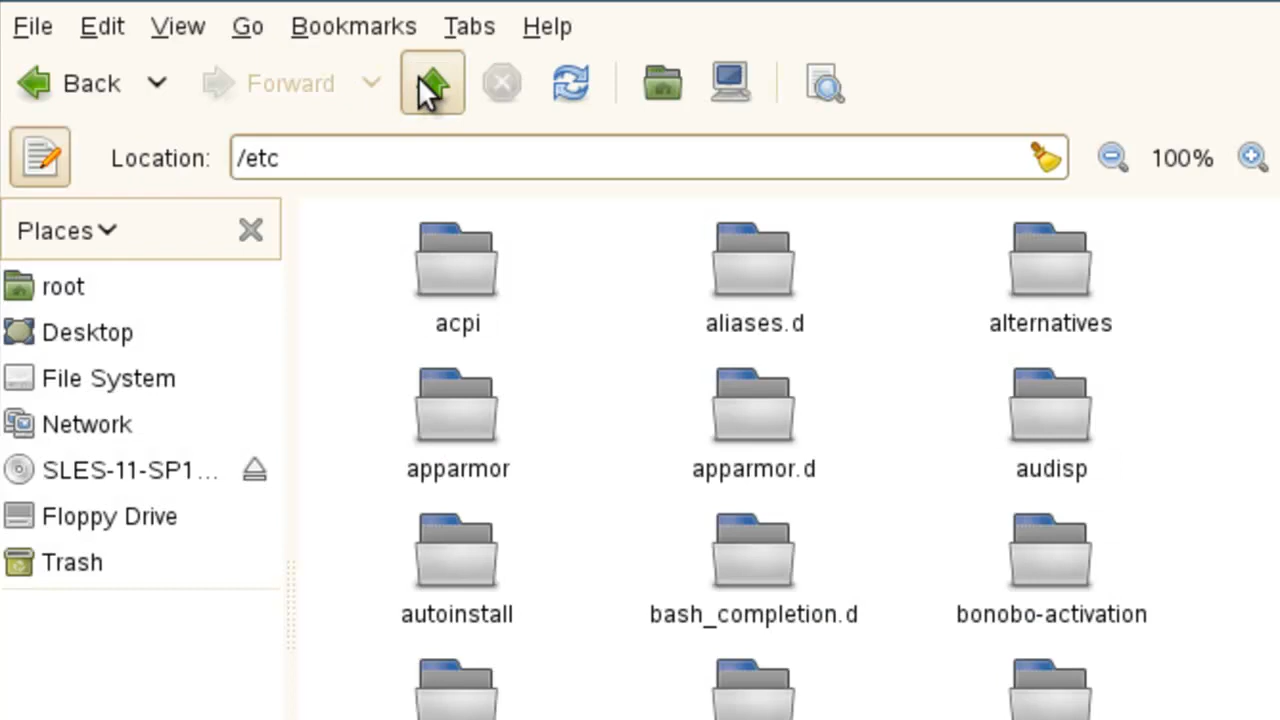 File Edit View Go Bookmarks Tabs Help
Back Forward
Location: /etc 100%
Places
root
Desktop
File System
Network
SLES-11-SP1...
Floppy Drive
Trash
acpi aliases.d alternatives
apparmor apparmor.d audisp
autoinstall bash_completion.d bonobo-activation